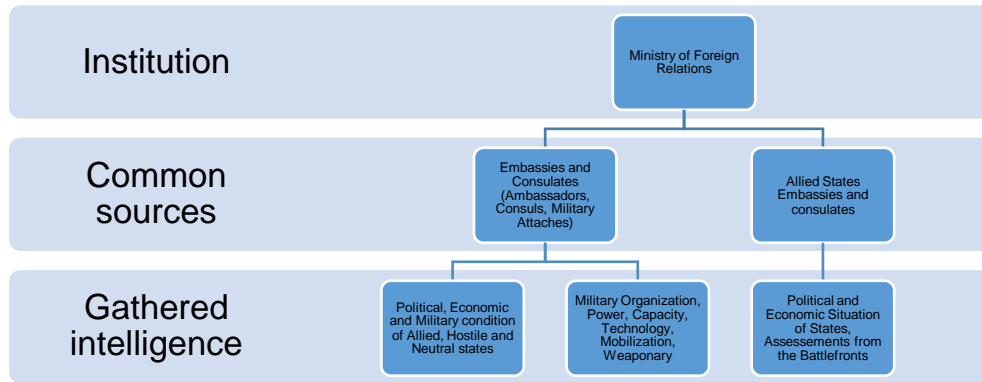 Institution
Ministry of Foreign
Relations
Common
sources
Embassies and
Consulates
(Ambassadors,
Consuls, Military
Attaches)
Allied States
Embassies and
consulates
Gathered
intelligence
Political, Economic
and Military condition
of Allied, Hostile and
Neutral states
Military Organization,
Power, Capacity,
Technology,
Mobilization,
Weaponary
Political and
Economic Situation
of States,
Assessements from
the Battlefronts